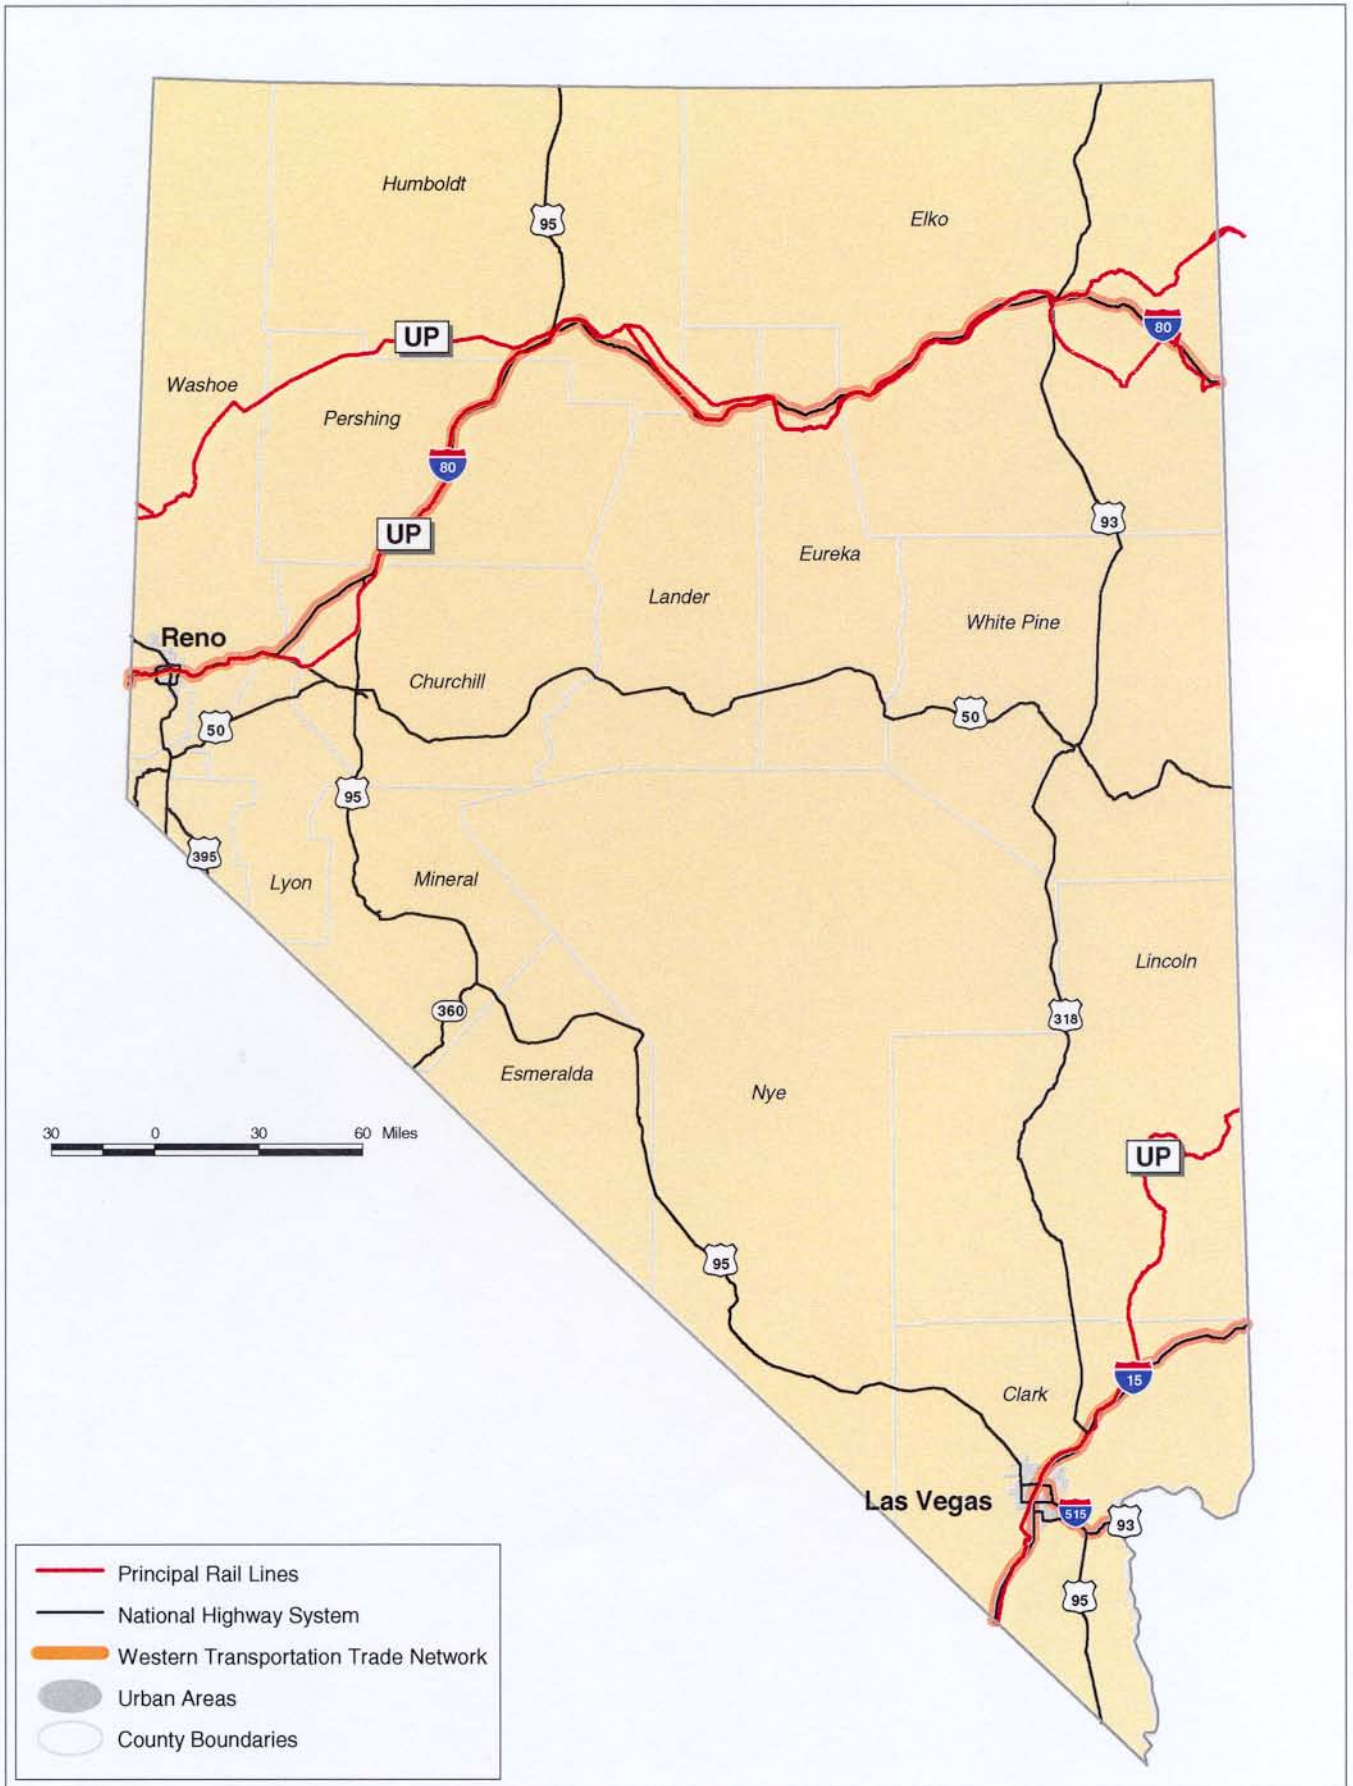 Humboldt
95
Elko
UP
80
Washoe
Pershing
80
93
UP
Eureka
Lander
White Pine
Reno
Churchill
50
50
95
395
Lyon
Mineral
Lincoln
360
318
Esmeralda
Nye
30 0 30 60 Miles
UP
95
15
Clark
Las Vegas
515
93
95
Principal Rail Lines
National Highway System
Western Transportation Trade Network
Urban Areas
County Boundaries